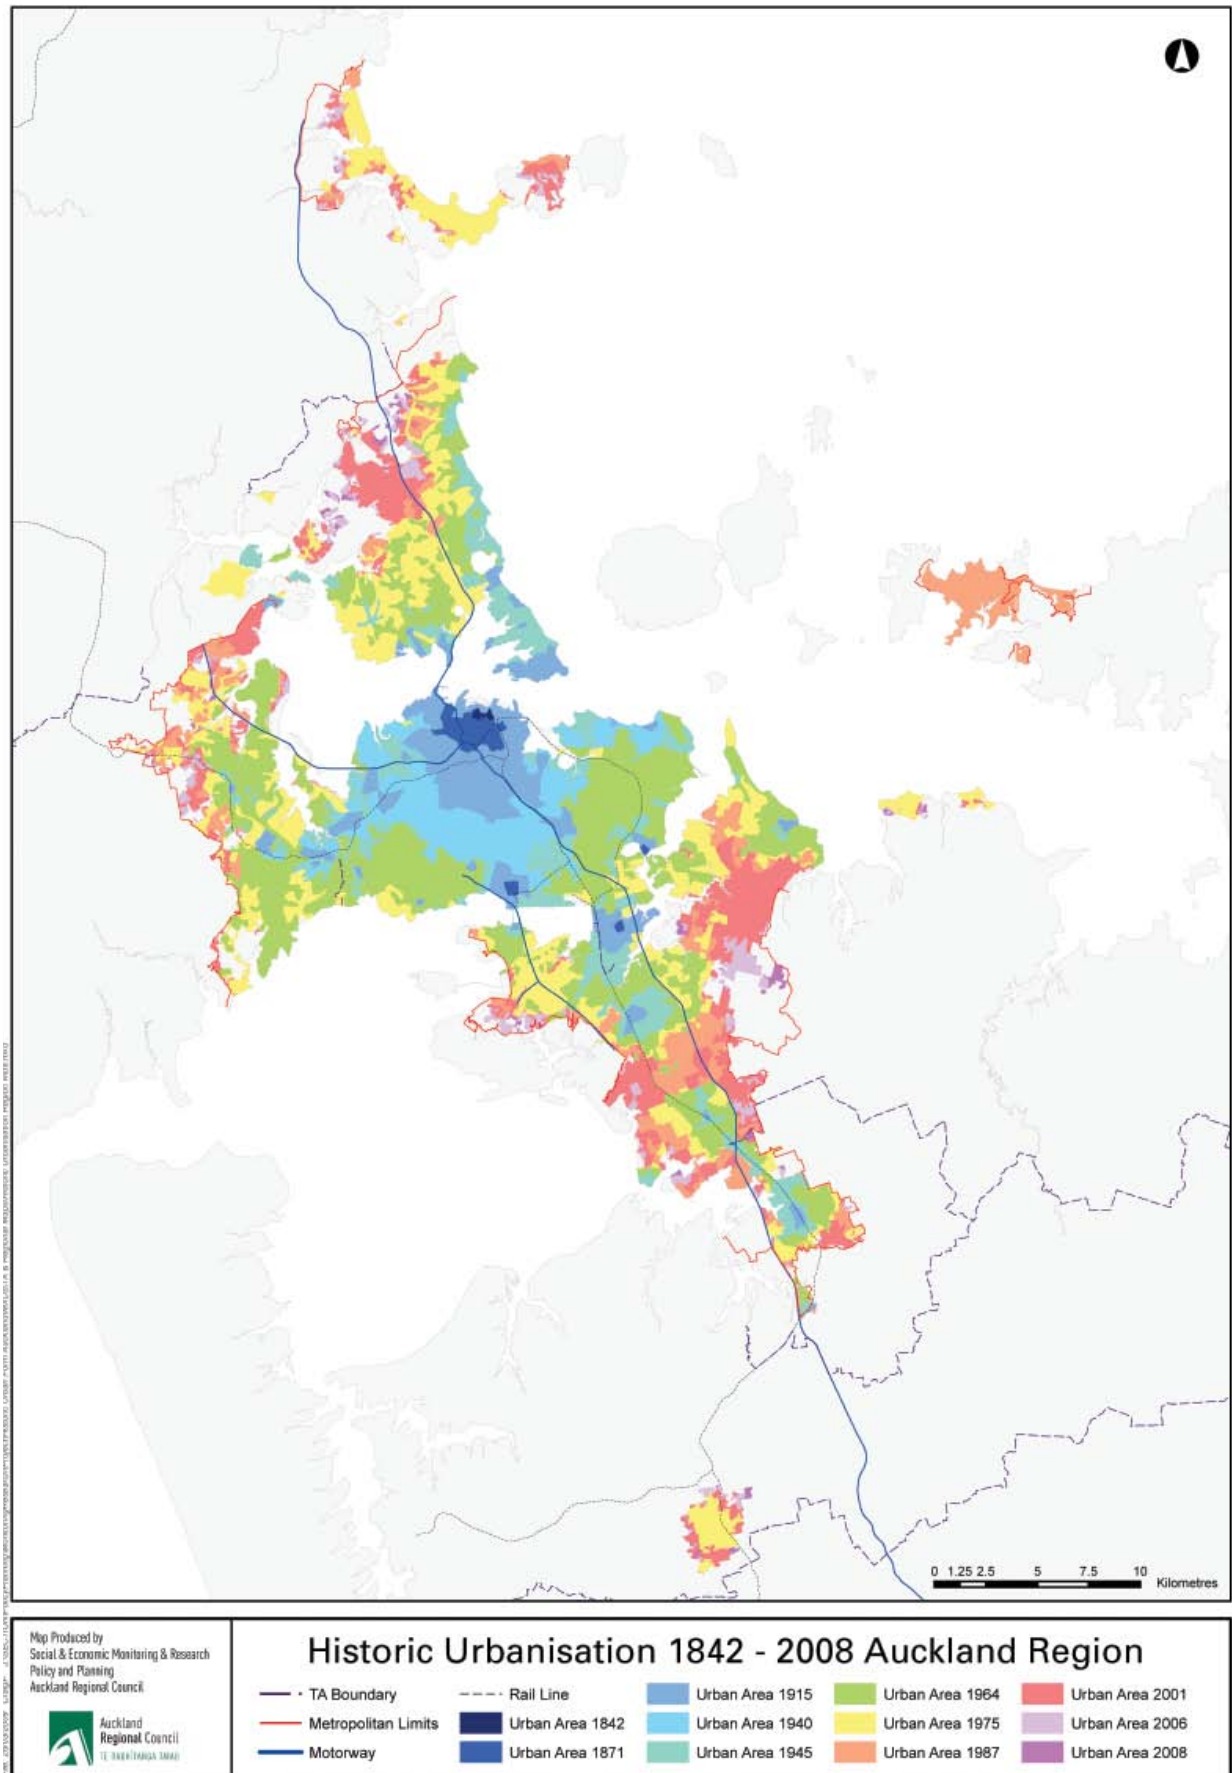 0 1.25 2.5 5 7.5 10
Kilometres
Map Produced by
Social & Economic Monitoring & Research
Policy and Planning
Auckland Regional Council
Auckland
Regional Council
Historic Urbanisation 1842 - 2008 Auckland Region
TA Boundary
Metropolitan Limits
Motorway
Rail Line
Urban Area 1842
Urban Area 1871
Urban Area 1915
Urban Area 1940
Urban Area 1945
Urban Area 1964
Urban Area 1975
Urban Area 1987
Urban Area 2001
Urban Area 2006
Urban Area 2008